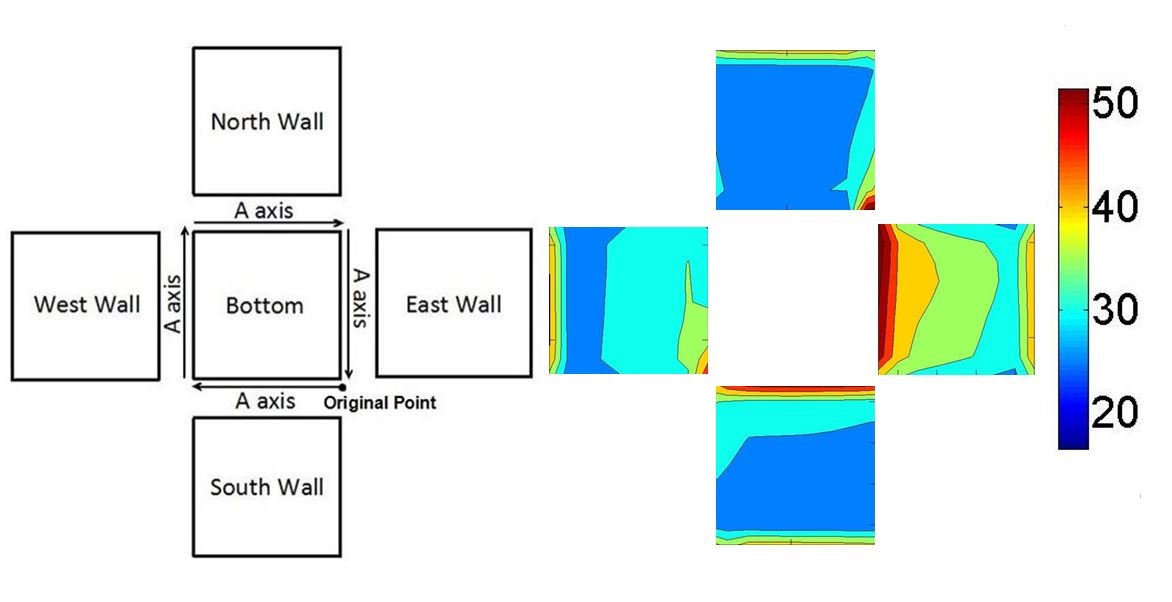 North Wall
A axis
West Wall
A axis
Bottom
A axis
East Wall
A axis
Original Point
South Wall
50
40
30
20